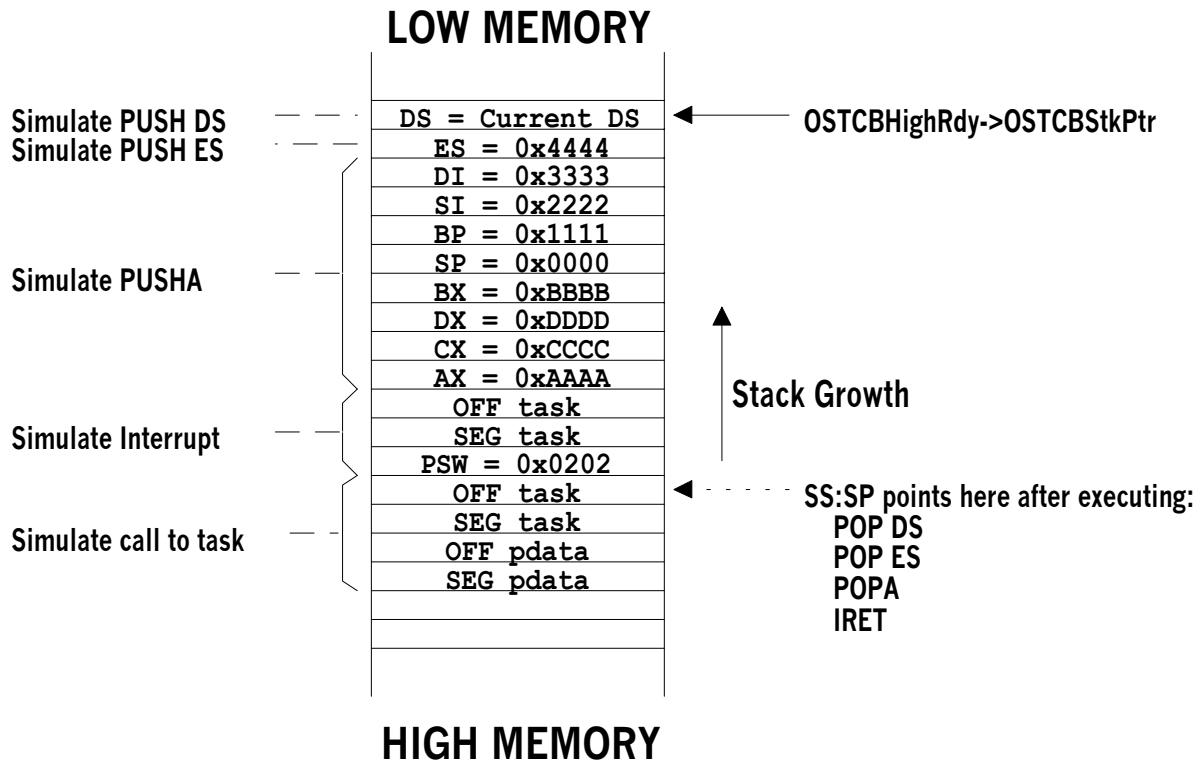 LOW MEMORY
Simulate PUSH DS
DS = Current DS
OSTCBHighRdy->OSTCBStkPtr
Simulate PUSH ES
ES = 0x4444
DI = 0x3333
SI = 0x2222
BP = 0x1111
Simulate PUSHA
SP = 0x0000
BX = 0xBBBB
DX = 0xDDDD
CX = 0xCCCC
AX = 0xAAAA
Stack Growth
OFF task
Simulate Interrupt
SEG task
PSW = 0x0202
OFF task
SS:SP points here after executing:
SEG task
POP DS
Simulate call to task
OFF pdata
POP ES
SEG pdata
POPA
IRET
HIGH MEMORY